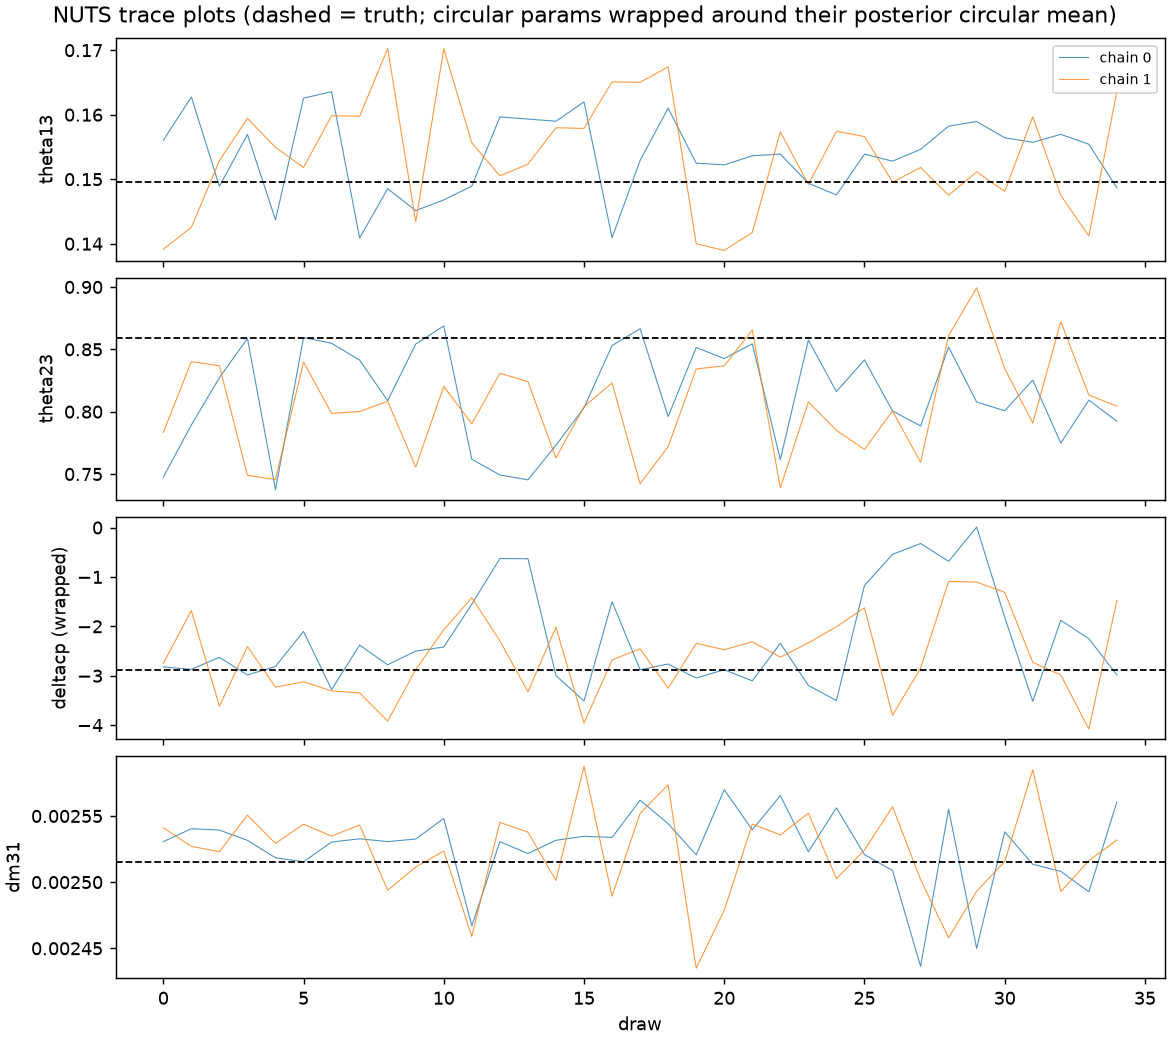 NUTS trace plots (dashed = truth; circular params wrapped around their posterior circular mean)
chain 0
chain 1
0.17
0.16
0.15
0.14
theta13
0.90
0.85
0.80
0.75
theta23
0
−1
−2
−3
−4
deltacp (wrapped)
0.00255
0.00250
0.00245
dm31
0 5 10 15 20 25 30 35
draw